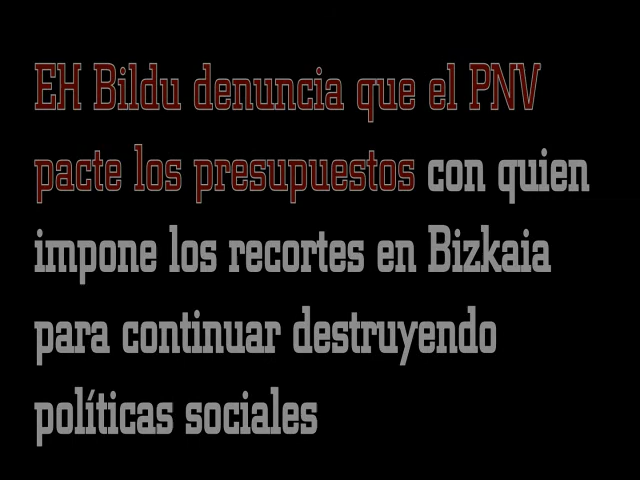 EH Bildu denuncia que el PNV
pacte los presupuestos con quien
impone los recortes en Bizkaia
para continuar destruyendo
políticas sociales